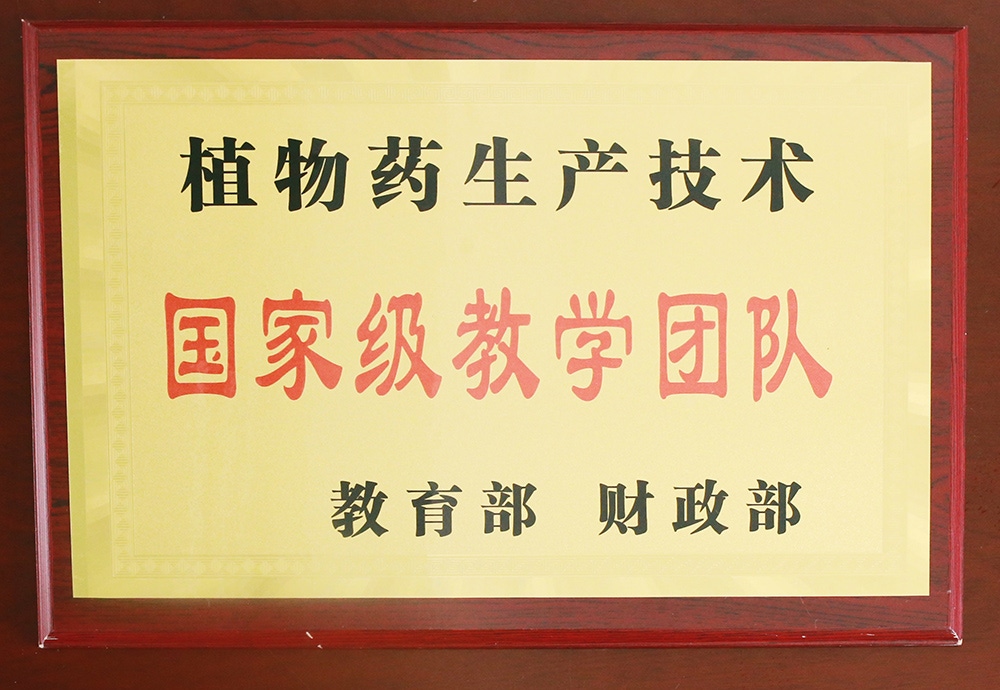 植物药生产技术
国家级教学团队
教育部 财政部